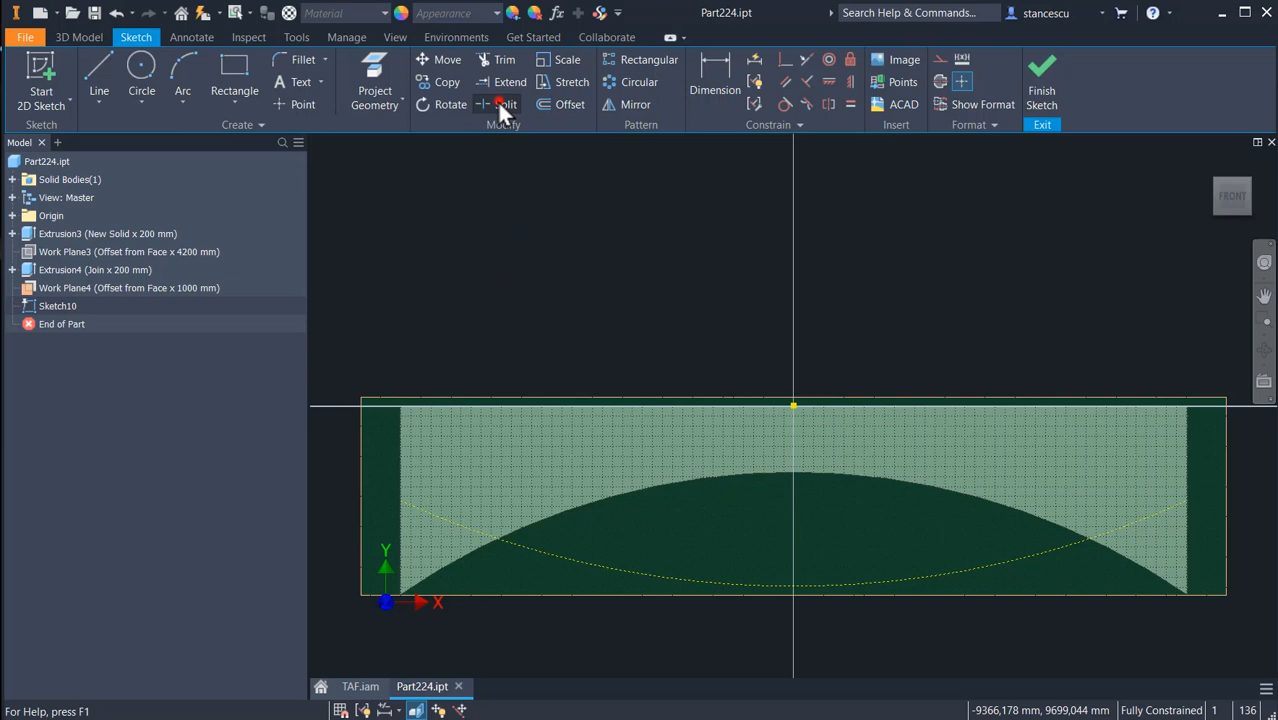 Material
Appearance
Part224.ipt
Search Help & Commands...
stancescu
File
3D Model
Sketch
Annotate
Inspect
Tools
Manage
View
Environments
Get Started
Collaborate
Start
2D Sketch
Line
Circle
Arc
Rectangle
Fillet
Text
Point
Project
Geometry
Move
Copy
Rotate
Trim
Extend
Scale
Stretch
Offset
Rectangular
Circular
Mirror
Dimension
Image
Points
ACAD
Show Format
Finish
Sketch
Sketch
Create
Modify
Pattern
Constrain
Insert
Format
Exit
Model
Part224.ipt
Solid Bodies(1)
View: Master
Origin
Extrusion3 (New Solid x 200 mm)
Work Plane3 (Offset from Face x 4200 mm)
Extrusion4 (Join x 200 mm)
Work Plane4 (Offset from Face x 1000 mm)
Sketch10
End of Part
FRONT
Y
X
TAF.iam
Part224.ipt
For Help, press F1
-9366,178 mm, 9699,044 mm
Fully Constrained
1
136